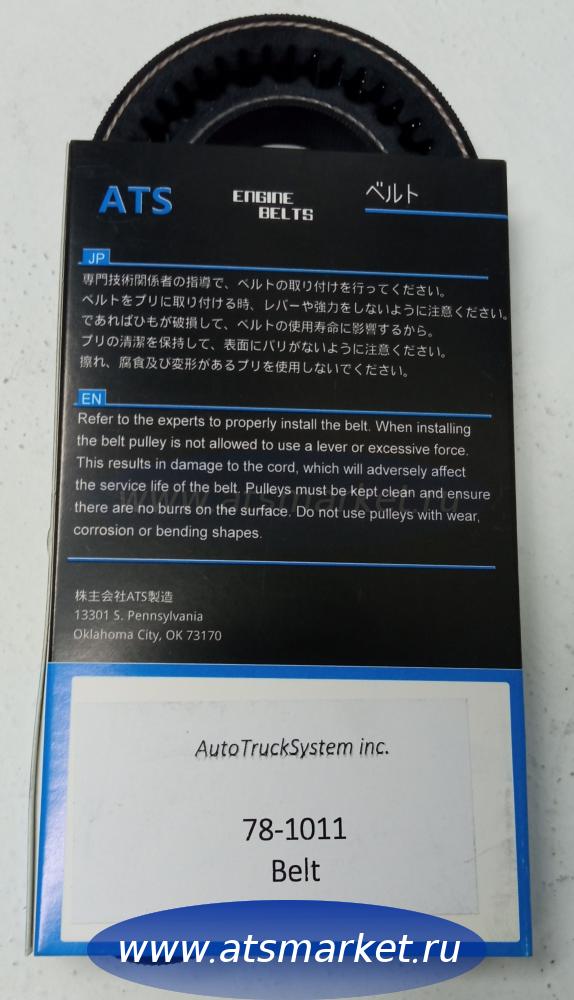 ATS
ENGINE
BELTS
ベルト
JP
専門技術関係者の指導で、ベルトの取り付けを行ってください。
ベルトをプリに取り付ける時、レバーや強力をしないように注意ください。
であればひもが破損して、ベルトの使用寿命に影響するから。
プリの清潔を保持して、表面にバリがないように注意ください。
擦れ、腐食及び変形があるプリを使用しないでください。
EN
Refer to the experts to properly install the belt. When installing
the belt pulley is not allowed to use a lever or excessive force.
This results in damage to the cord, which will adversely affect
the service life of the belt. Pulleys must be kept clean and ensure
there are no burrs on the surface. Do not use pulleys with wear,
corrosion or bending shapes.
www.atsmarket.ru
株主会社ATS製造
13301 S. Pennsylvania
Oklahoma City, OK 73170
AutoTruckSystem inc.
78-1011
Belt
www.atsmarket.ru